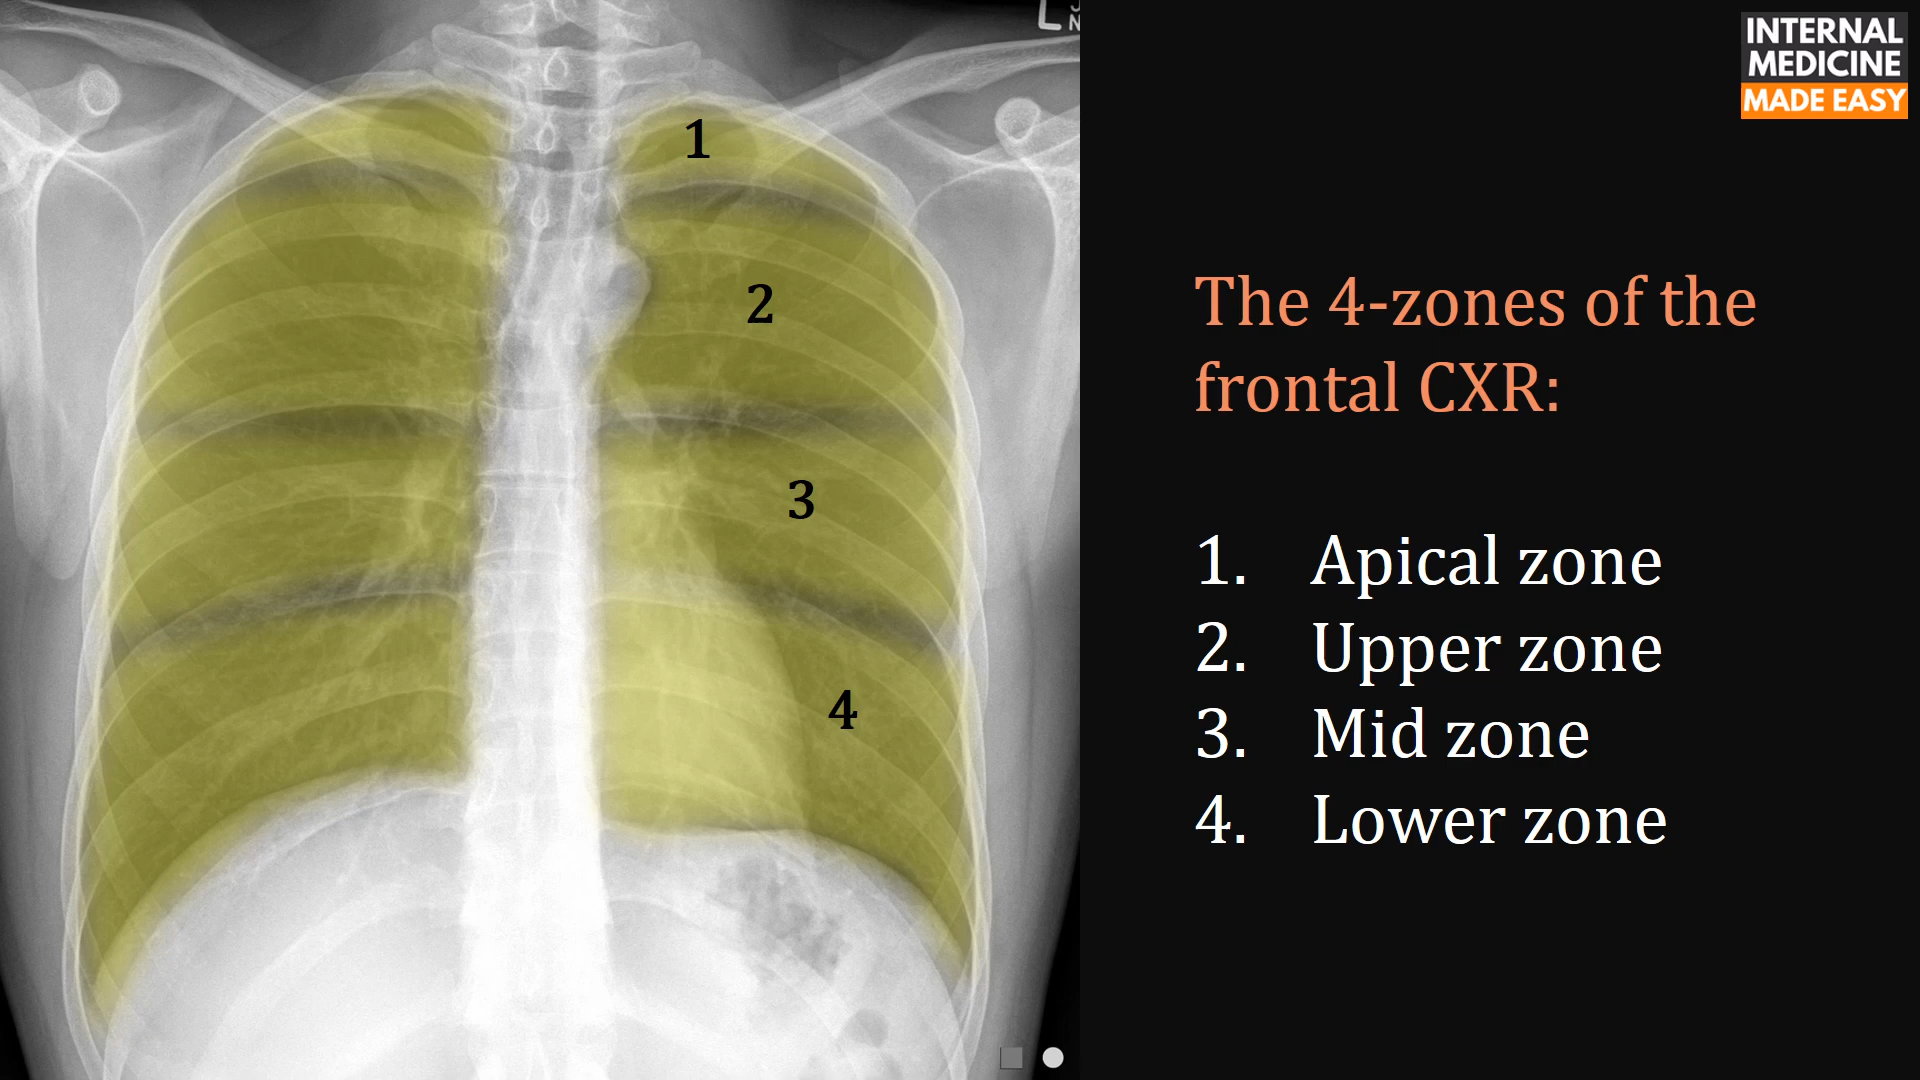 L
1
2
3
4
INTERNAL
MEDICINE
MADE EASY
The 4-zones of the
frontal CXR:
1. Apical zone
2. Upper zone
3. Mid zone
4. Lower zone